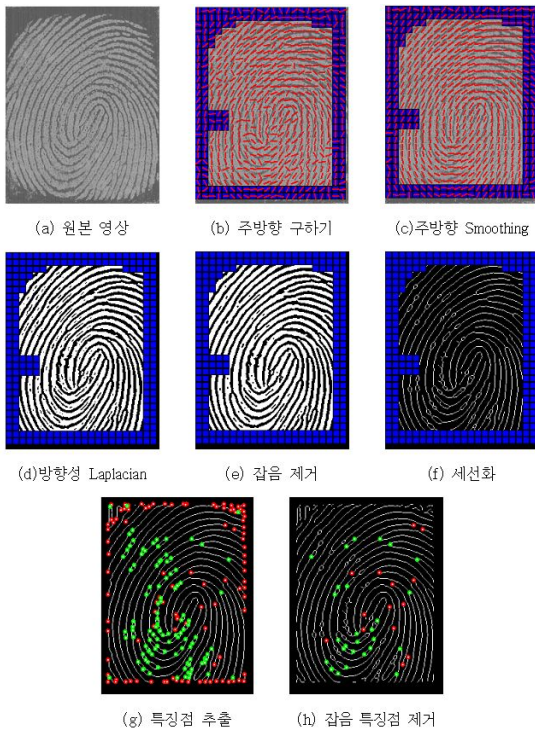 (a) 원본 영상
(b) 주방향 구하기
(c)주방향 Smoothing
(d)방향성 Laplacian
(e) 잡음 제거
(f) 세선화
(g) 특징점 추출
(h) 잡음 특징점 제거